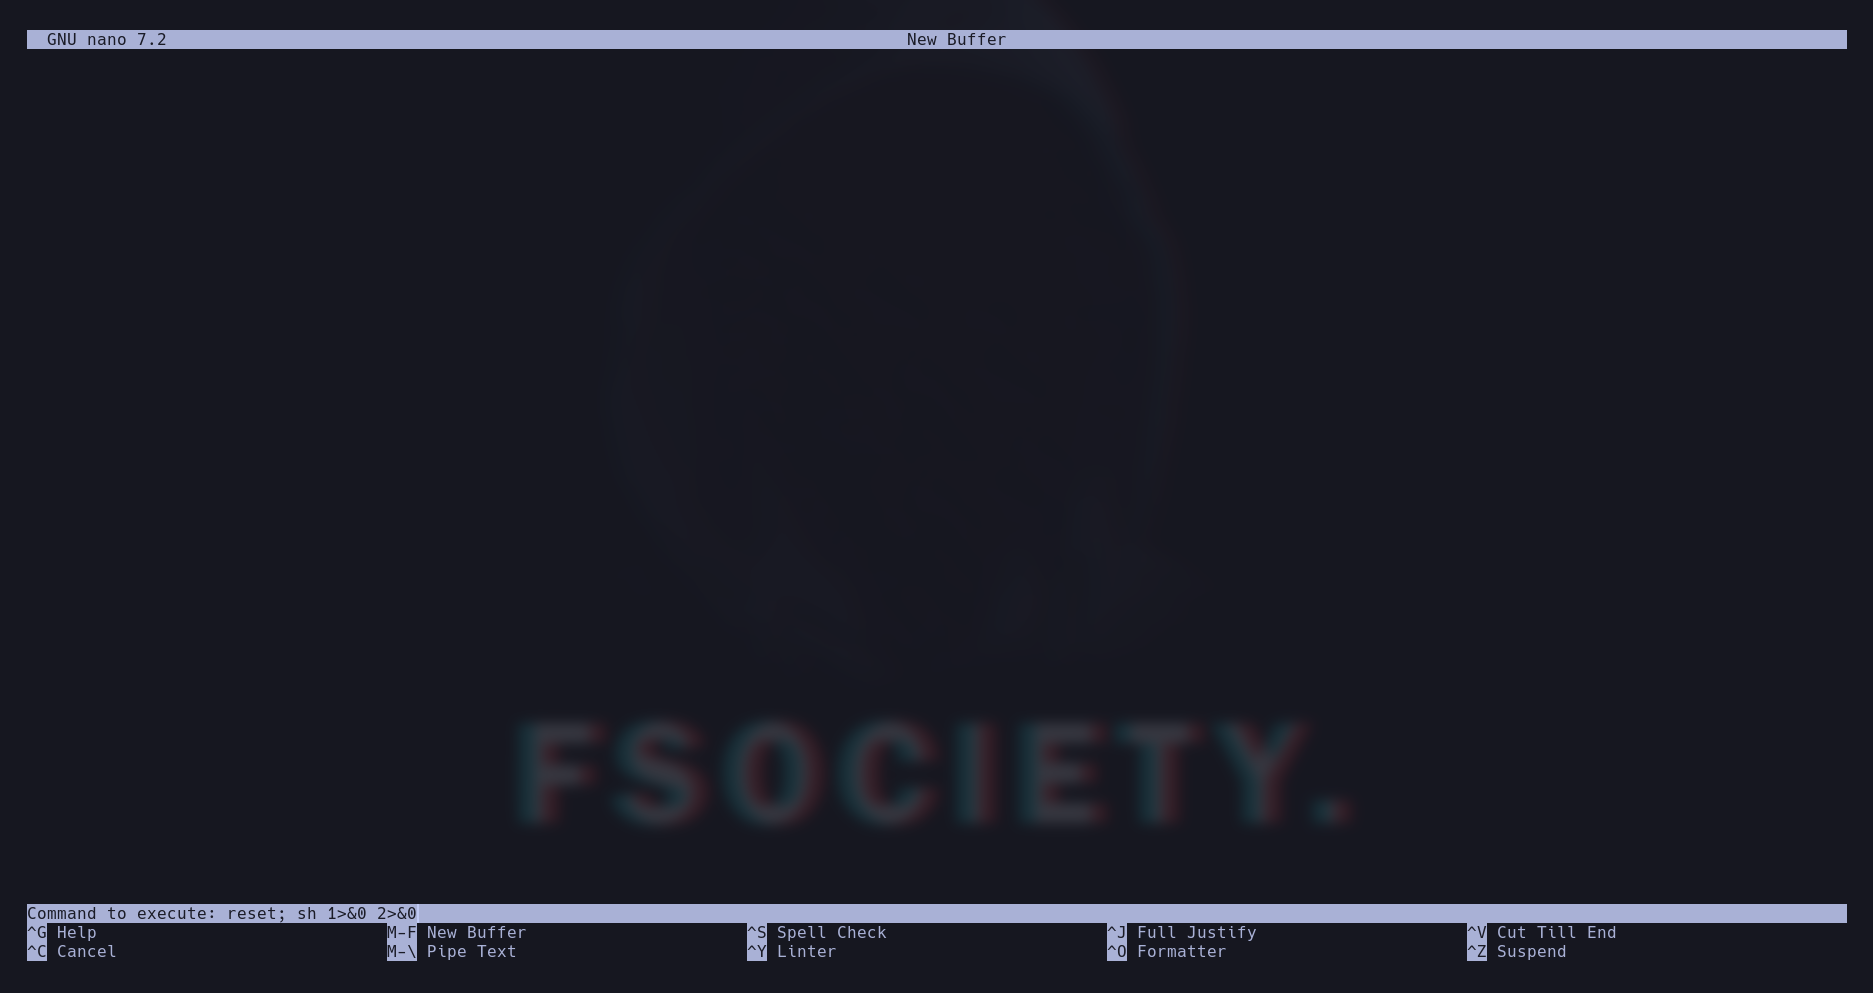 GNU nano 7.2 New Buffer
FSOCIETY.
Command to execute: reset; sh 1>&0 2>&0
^G Help M-F New Buffer ^S Spell Check ^J Full Justify ^V Cut Till End
^C Cancel M-\ Pipe Text ^Y Linter ^O Formatter ^Z Suspend